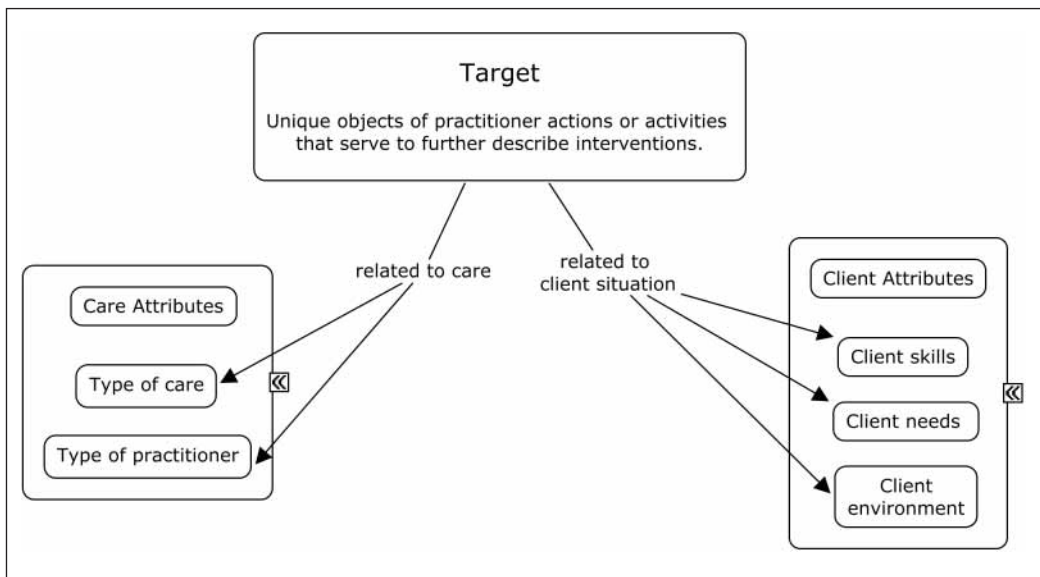 Target
Unique objects of practitioner actions or activities
that serve to further describe interventions.
related to care
related to
client situation
Care Attributes
Type of care
Type of practitioner
Client Attributes
Client skills
Client needs
Client
environment